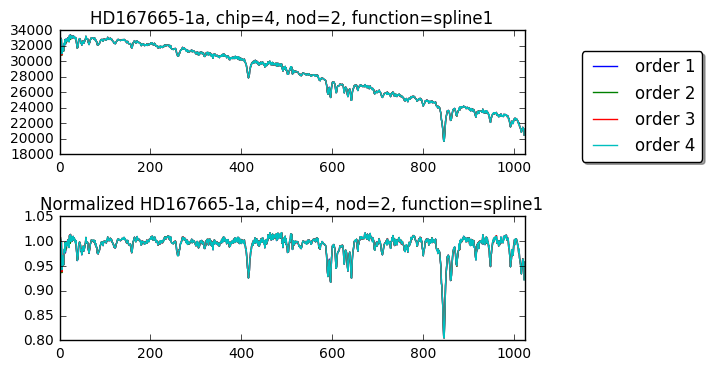 HD167665-1a, chip=4, nod=2, function=spline1
34000
32000
30000
28000
26000
24000
22000
20000
18000
0 200 400 600 800 1000
order 1
order 2
order 3
order 4
Normalized HD167665-1a, chip=4, nod=2, function=spline1
1.05
1.00
0.95
0.90
0.85
0.80
0 200 400 600 800 1000